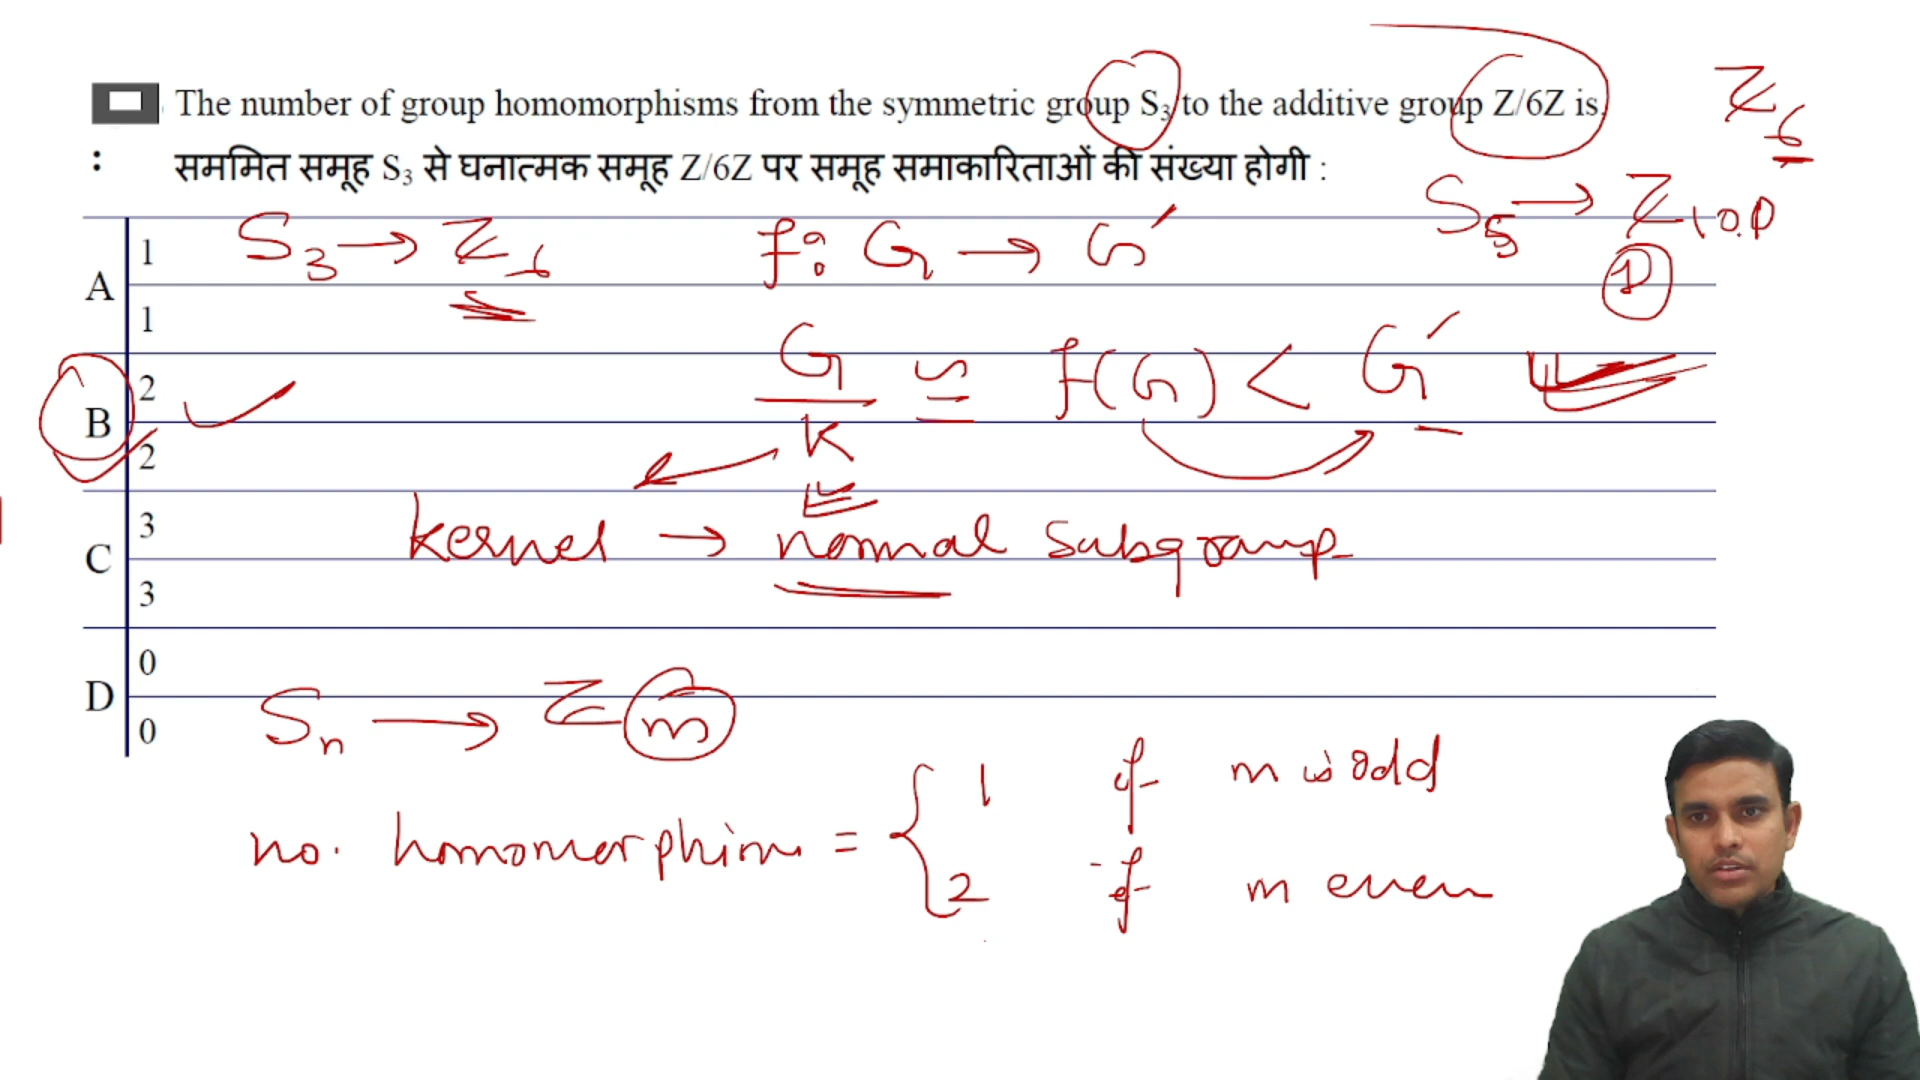 The number of group homomorphisms from the symmetric group S₃ to the additive group Z/6Z is,
Z₆
: सममित समूह S₃ से घनात्मक समूह Z/6Z पर समूह समाकारिताओं की संख्या होगी :
S₅ → Z₁₀₀
1
S₃ → Z₆ f: G → G′
A
1
G/K ≅ f(G) < G′
2
B
2
3
kernel → normal subgroup
C
3
0
D
Sₙ → Zm
0
no. homomorphism = { 1 if m is odd
2 if m even